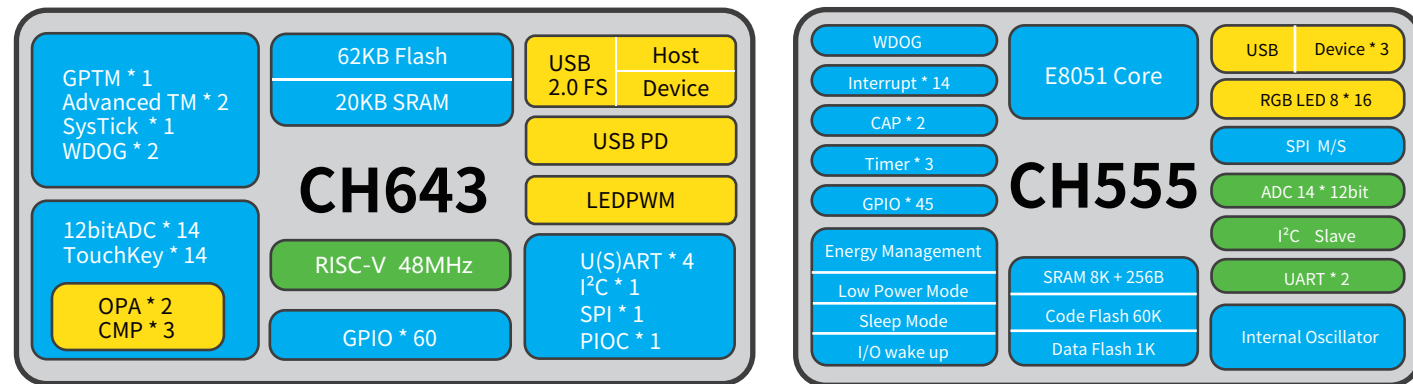 GPTM * 1
Advanced TM * 2
SysTick * 1
WDOG * 2
12bitADC * 14
TouchKey * 14
OPA * 2
CMP * 3
62KB Flash
20KB SRAM
CH643
RISC-V 48MHz
GPIO * 60
USB
2.0 FS
Host
Device
USB PD
LEDPWM
U(S)ART * 4
I²C * 1
SPI * 1
PIOC * 1
WDOG
Interrupt * 14
CAP * 2
Timer * 3
GPIO * 45
Energy Management
Low Power Mode
Sleep Mode
I/O wake up
E8051 Core
CH555
SRAM 8K + 256B
Code Flash 60K
Data Flash 1K
USB
Device * 3
RGB LED 8 * 16
SPI M/S
ADC 14 * 12bit
I²C Slave
UART * 2
Internal Oscillator